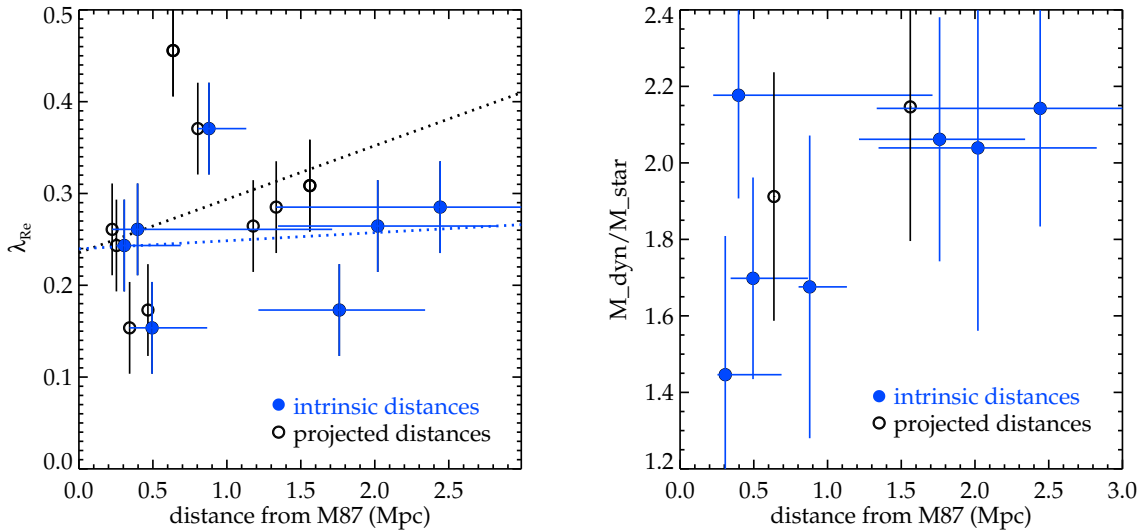 0.5
0.4
0.3
0.2
0.1
0.0
λRe
0.0 0.5 1.0 1.5 2.0 2.5
distance from M87 (Mpc)
intrinsic distances
projected distances
2.4
2.2
2.0
1.8
1.6
1.4
1.2
M_dyn/M_star
0.0 0.5 1.0 1.5 2.0 2.5 3.0
distance from M87 (Mpc)
intrinsic distances
projected distances